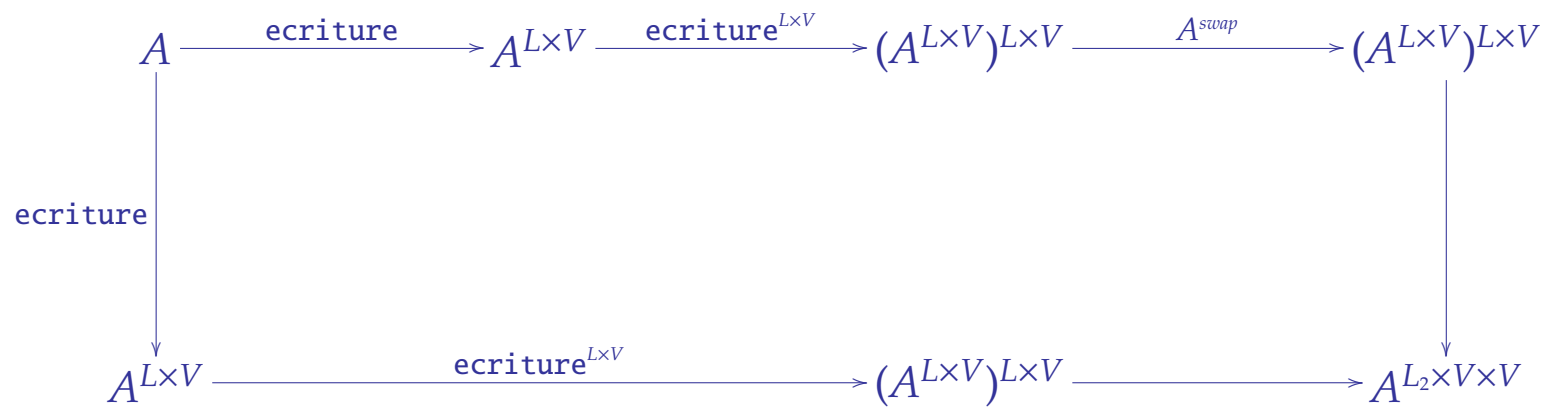 A ecriture A^{L×V} ecriture^{L×V} (A^{L×V})^{L×V} A^{swap} (A^{L×V})^{L×V}
ecriture
A^{L×V} ecriture^{L×V} (A^{L×V})^{L×V} A^{L_2×V×V}